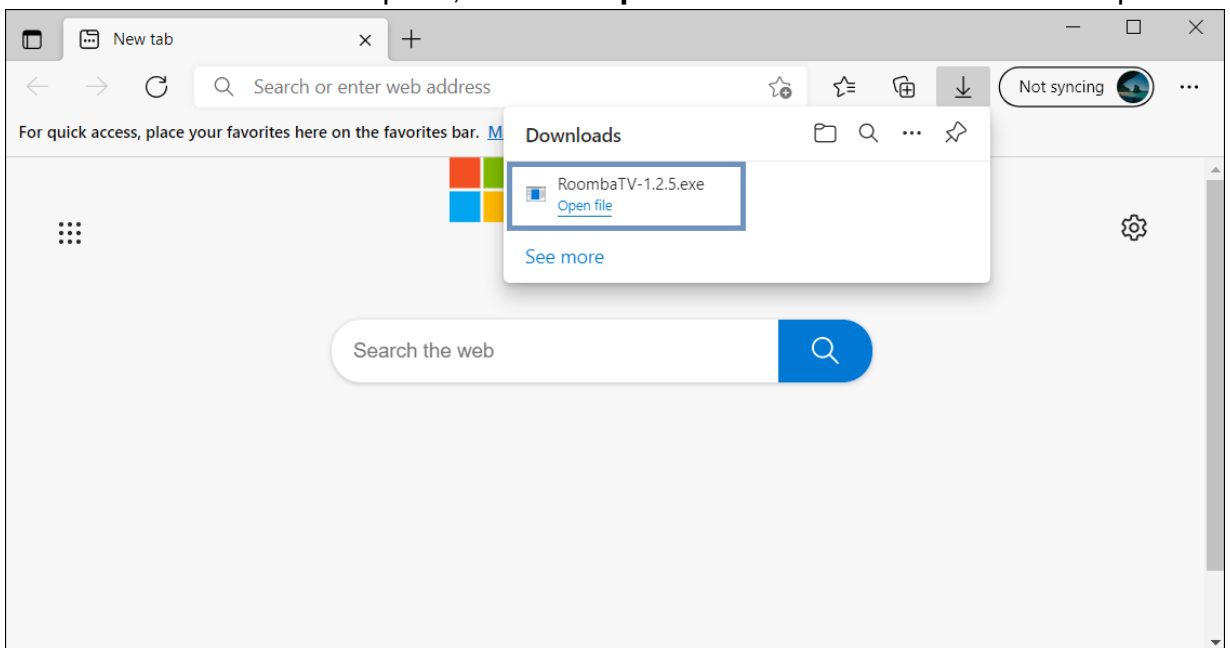 New tab
Search or enter web address
Not syncing
For quick access, place your favorites here on the favorites bar.
Downloads
RoombaTV-1.2.5.exe
Open file
See more
Search the web